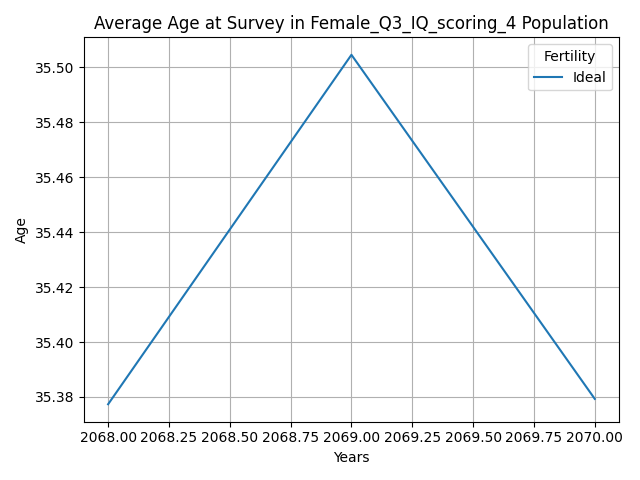 Average Age at Survey in Female_Q3_IQ_scoring_4 Population
Fertility
Ideal
35.50
35.48
35.46
35.44
35.42
35.40
35.38
Age
2068.00 2068.25 2068.50 2068.75 2069.00 2069.25 2069.50 2069.75 2070.00
Years